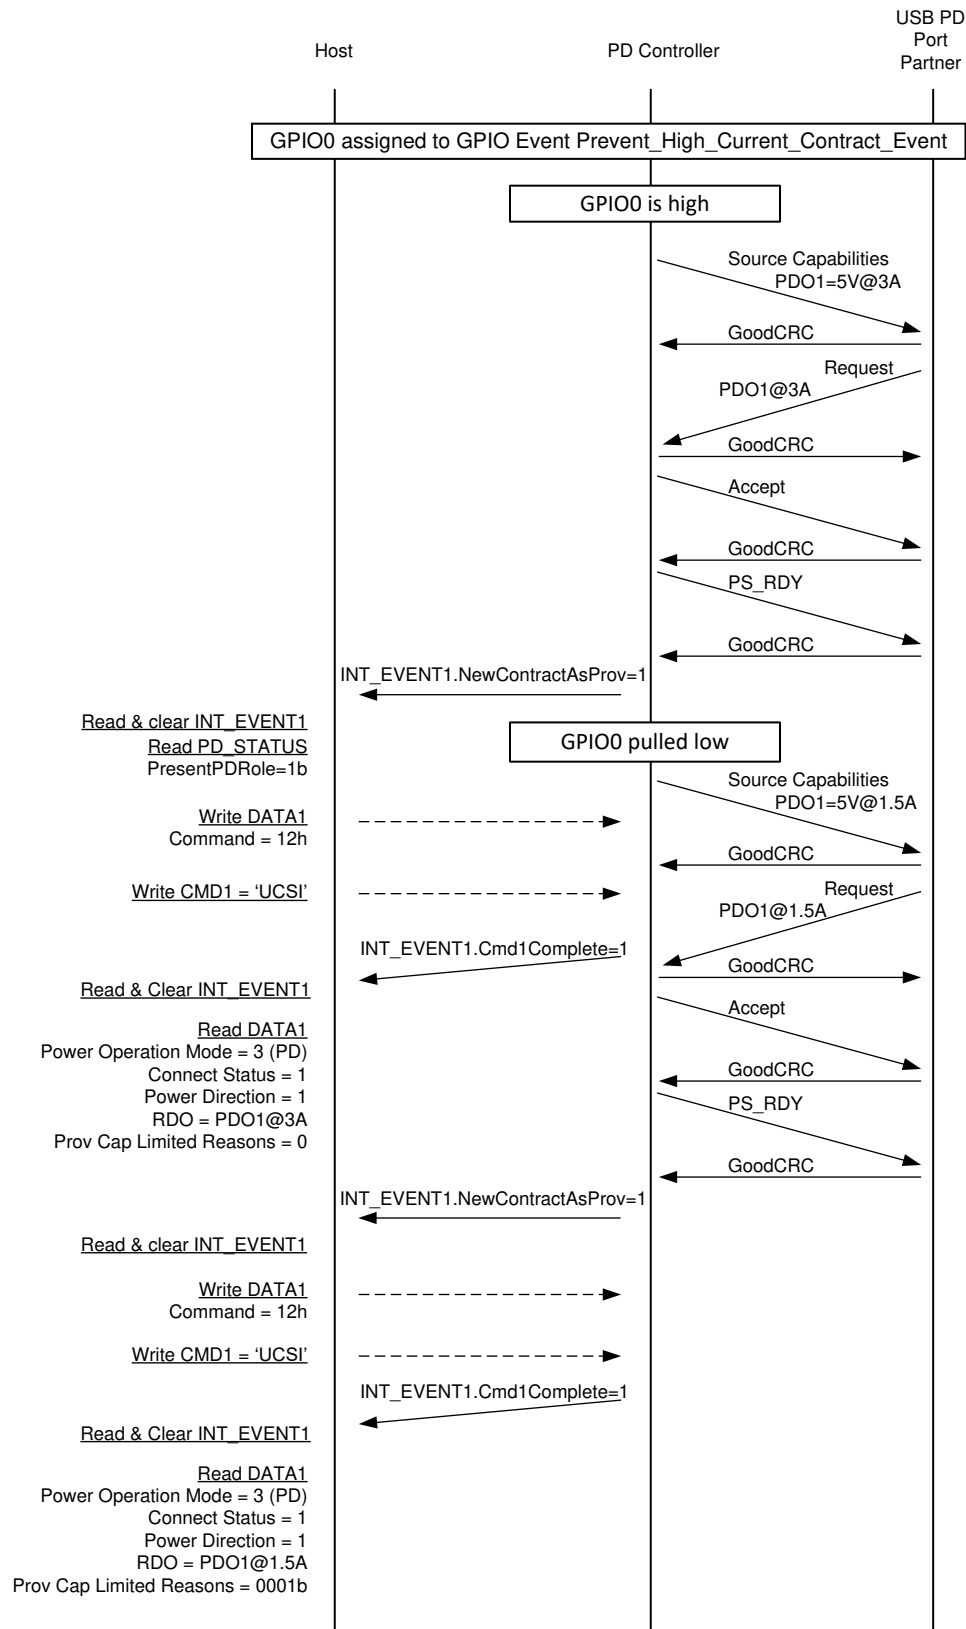 USB PD
Port
Partner
Host
PD Controller
GPIO0 assigned to GPIO Event Prevent_High_Current_Contract_Event
GPIO0 is high
Source Capabilities
PDO1=5V@3A
GoodCRC
Request
PDO1@3A
GoodCRC
Accept
GoodCRC
PS_RDY
GoodCRC
INT_EVENT1.NewContractAsProv=1
Read & clear INT_EVENT1
Read PD_STATUS
PresentPDRole=1b
GPIO0 pulled low
Source Capabilities
PDO1=5V@1.5A
Write DATA1
Command = 12h
GoodCRC
Write CMD1 = ‘UCSI’
Request
PDO1@1.5A
INT_EVENT1.Cmd1Complete=1
GoodCRC
Read & Clear INT_EVENT1
Accept
Read DATA1
Power Operation Mode = 3 (PD)
Connect Status = 1
Power Direction = 1
RDO = PDO1@3A
Prov Cap Limited Reasons = 0
GoodCRC
PS_RDY
GoodCRC
INT_EVENT1.NewContractAsProv=1
Read & clear INT_EVENT1
Write DATA1
Command = 12h
Write CMD1 = ‘UCSI’
INT_EVENT1.Cmd1Complete=1
Read & Clear INT_EVENT1
Read DATA1
Power Operation Mode = 3 (PD)
Connect Status = 1
Power Direction = 1
RDO = PDO1@1.5A
Prov Cap Limited Reasons = 0001b